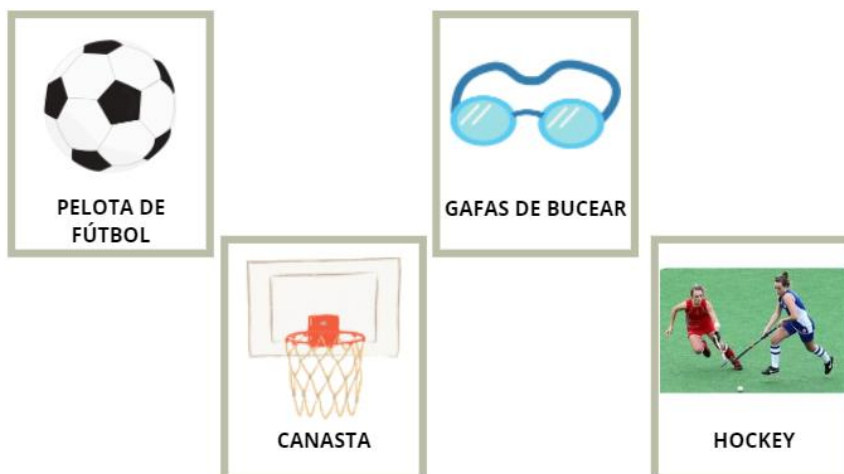 PELOTA DE
FÚTBOL
GAFAS DE BUCEAR
CANASTA
HOCKEY